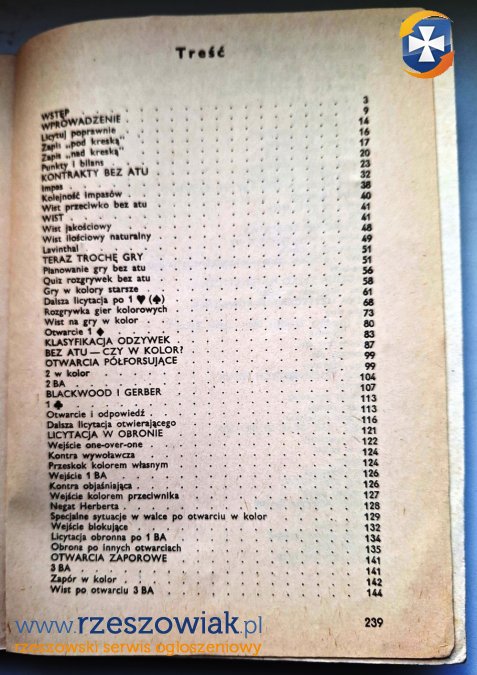 Treść
WSTĘP 3
WPROWADZENIE 9
Licytuj poprawnie 14
Zapis „pod kreską” 16
Zapis „nad kreską” 17
Punkty i bilans 20
KONTRAKTY BEZ ATU 23
Impas 32
Kolejność impasów 38
Wist przeciwko bez atu 40
WIST 41
Wist jakościowy 41
Wist ilościowy naturalny 48
Lavinthal 49
TERAZ TROCHĘ GRY 51
Planowanie gry bez atu 51
Quiz rozgrywek bez atu 56
Gry w kolory starsze 58
Dalsza licytacja po 1 ♥ (♠) 61
Rozgrywka gier kolorowych 68
Wist na gry w kolor 73
Otwarcie 1 ♦ 80
KLASYFIKACJA ODZYWEK 83
BEZ ATU — CZY W KOLOR? 87
OTWARCIA PÓŁFORSUJĄCE 99
2 w kolor 99
2 BA 104
BLACKWOOD I GERBER 107
1 ♣ 113
Otwarcie i odpowiedź 113
Dalsza licytacja otwierającego 116
LICYTACJA W OBRONIE 121
Wejście one-over-one 122
Kontra wywoławcza 124
Przeskok kolorem własnym 124
Wejście 1 BA 126
Kontra objaśniająca 126
Wejście kolorem przeciwnika 127
Negat Herberta 128
Specjalne sytuacje w walce po otwarciu w kolor 129
Wejście blokujące 132
Licytacja obronna po 1 BA 134
Obrona po innych otwarciach 135
OTWARCIA ZAPOROWE 141
3 BA 141
Zapór w kolor 142
Wist po otwarciu 3 BA 144
239
www.rzeszowiak.pl
rzeszowski serwis ogłoszeniowy